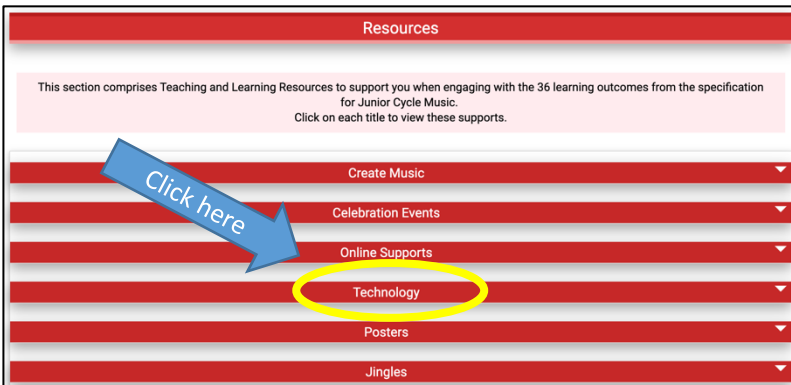 Resources
This section comprises Teaching and Learning Resources to support you when engaging with the 36 learning outcomes from the specification
for Junior Cycle Music.
Click on each title to view these supports.
Create Music
Click here
Celebration Events
Online Supports
Technology
Posters
Jingles